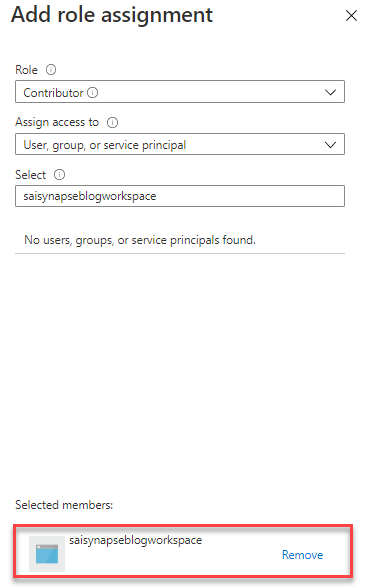 Add role assignment
Role
Contributor
Assign access to
User, group, or service principal
Select
saisynapseblogworkspace
No users, groups, or service principals found.
Selected members:
saisynapseblogworkspace
Remove